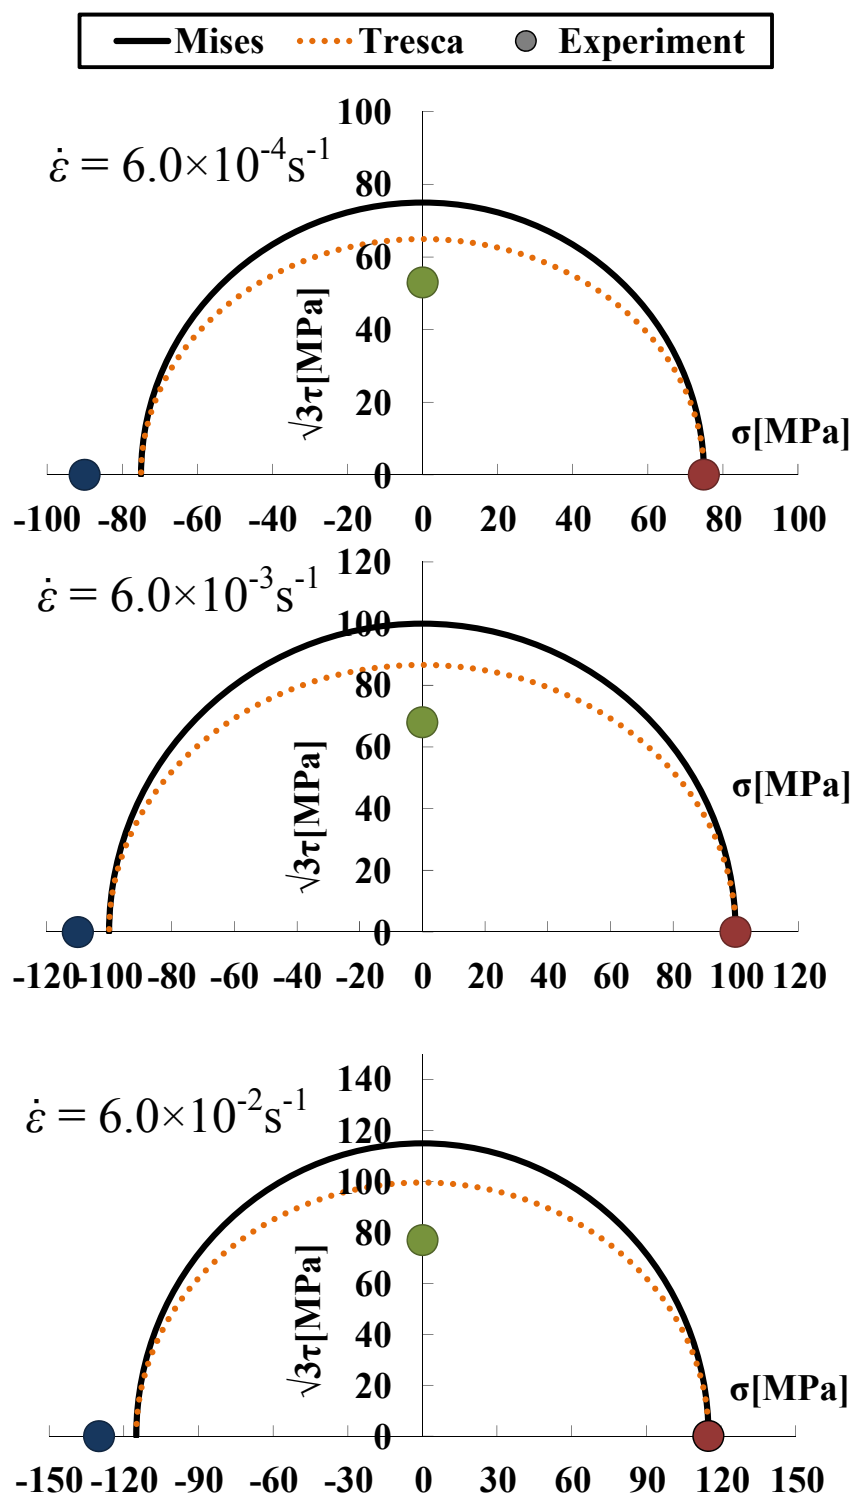 Mises Tresca Experiment
ε̇ = 6.0×10⁻⁴s⁻¹
100
80
60
40
20
0
√3τ[MPa]
σ[MPa]
-100 -80 -60 -40 -20 0 20 40 60 80 100
ε̇ = 6.0×10⁻³s⁻¹
120
100
80
60
40
20
0
√3τ[MPa]
σ[MPa]
-120 -100 -80 -60 -40 -20 0 20 40 60 80 100 120
ε̇ = 6.0×10⁻²s⁻¹
140
120
100
80
60
40
20
0
√3τ[MPa]
σ[MPa]
-150 -120 -90 -60 -30 0 30 60 90 120 150